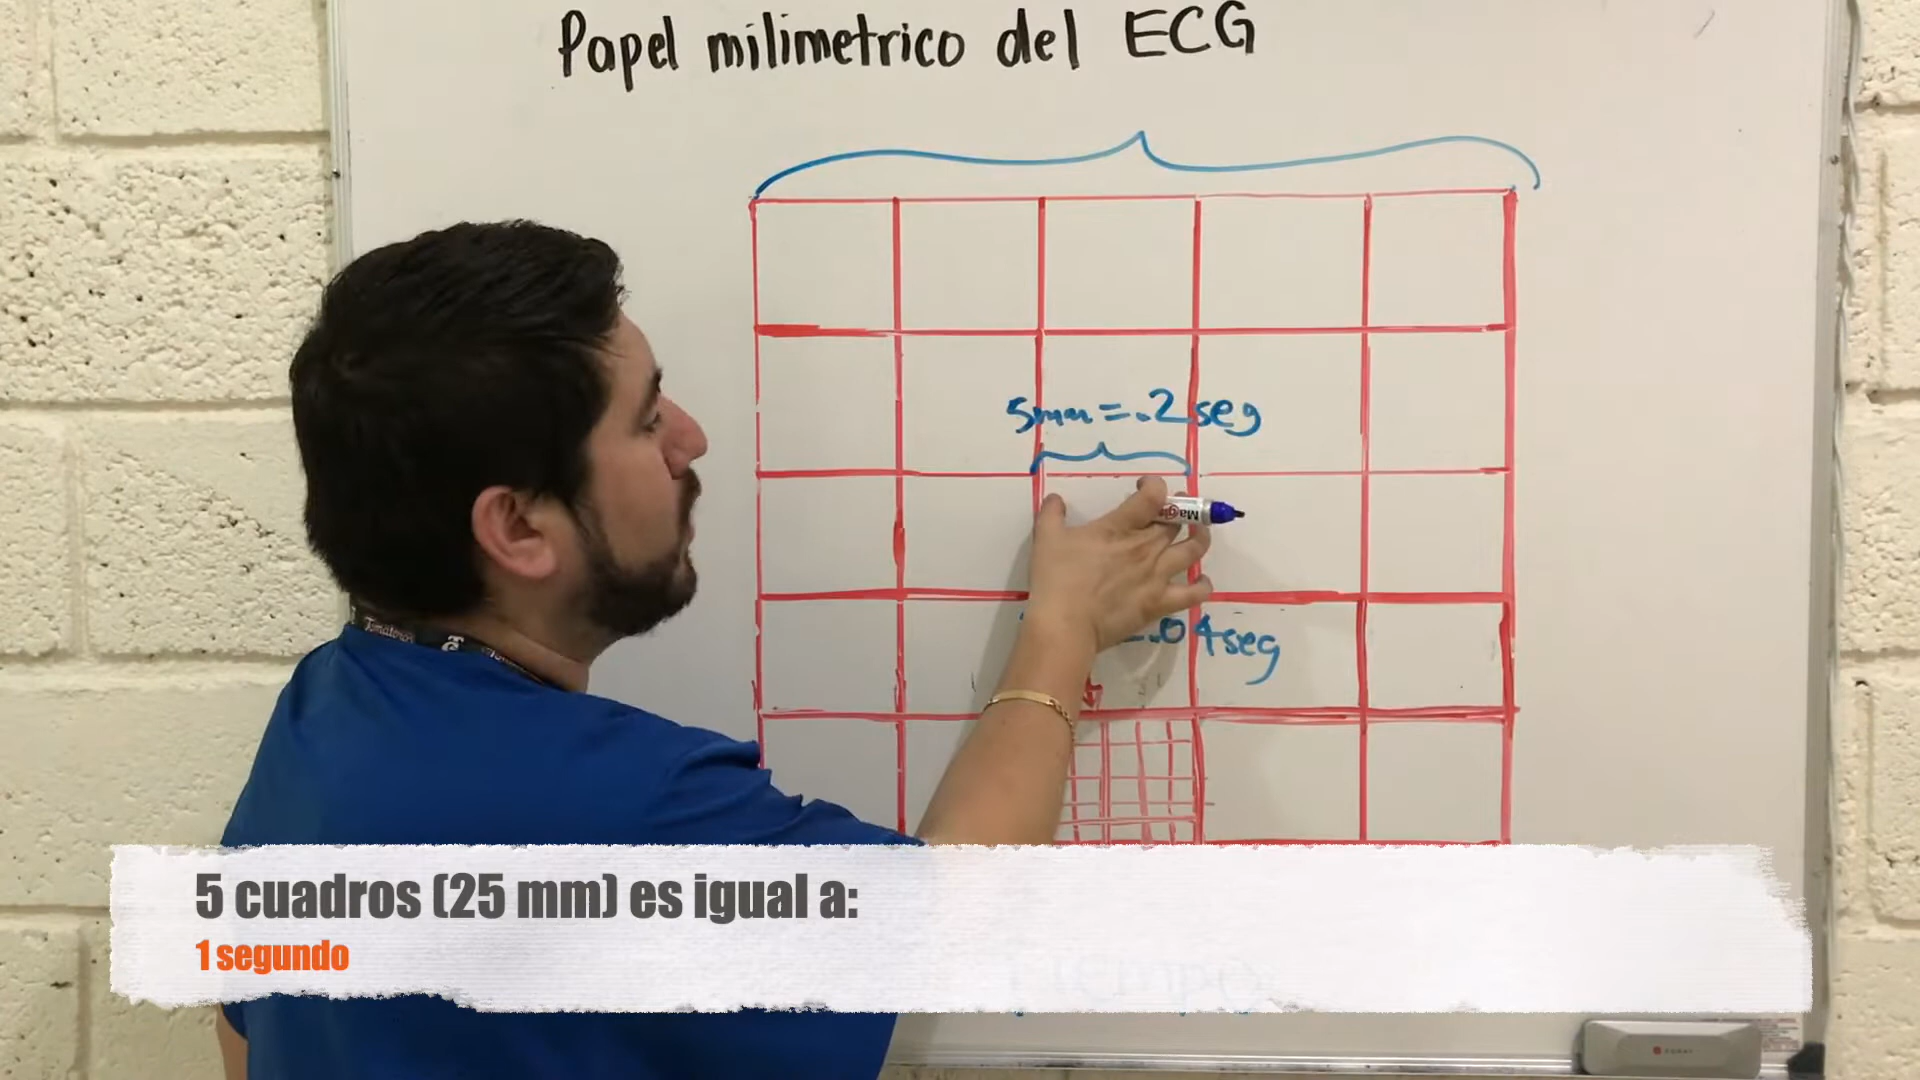 Papel milimetrico del ECG
5mm = .2 seg
=.04 seg
5 cuadros (25 mm) es igual a:
1 segundo